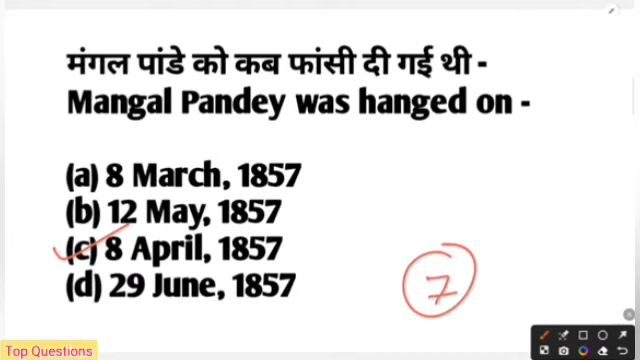 मंगल पांडे को कब फांसी दी गई थी -
Mangal Pandey was hanged on -
(a) 8 March, 1857
(b) 12 May, 1857
(c) 8 April, 1857
(d) 29 June, 1857
7
Top Questions